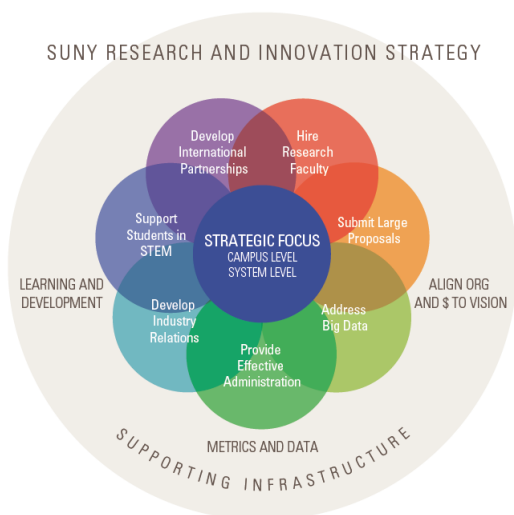 SUNY RESEARCH AND INNOVATION STRATEGY
Develop
International
Partnerships
Hire
Research
Faculty
Support
Students in
STEM
STRATEGIC FOCUS
CAMPUS LEVEL
SYSTEM LEVEL
Submit Large
Proposals
LEARNING AND
DEVELOPMENT
ALIGN ORG
AND $ TO VISION
Develop
Industry
Relations
Address
Big Data
Provide
Effective
Administration
METRICS AND DATA
SUPPORTING INFRASTRUCTURE